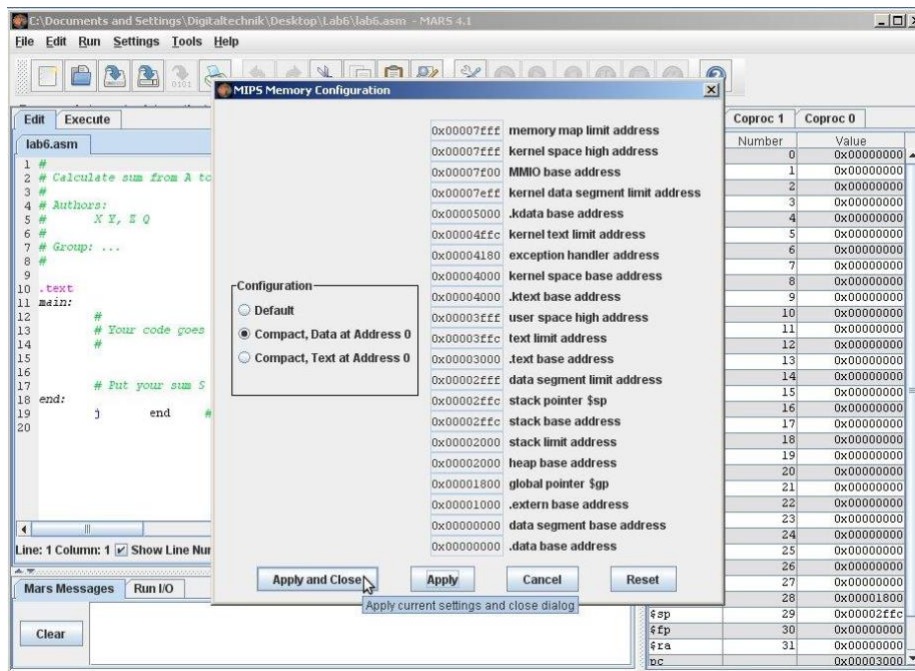 C:\Documents and Settings\Digitaltechnik\Desktop\Lab6\lab6.asm - MARS 4.1
File Edit Run Settings Tools Help
Edit Execute
lab6.asm
1 #
2 # Calculate sum from A to
3 #
4 # Authors:
5 # X Y, Z Q
6 #
7 # Group: ...
8 #
9
10 .text
11 main:
12 #
13 # Your code goes
14 #
15
16
17 # Put your sum S
18 end:
19 j end #
20
Line: 1 Column: 1 Show Line Nur
Mars Messages Run I/O
Clear
MIPS Memory Configuration
Configuration
Default
Compact, Data at Address 0
Compact, Text at Address 0
0x00007fff memory map limit address
0x00007fff kernel space high address
0x00007f00 MMIO base address
0x00007eff kernel data segment limit address
0x00005000 .kdata base address
0x00004ffc kernel text limit address
0x00004180 exception handler address
0x00004000 kernel space base address
0x00004000 .ktext base address
0x00003fff user space high address
0x00003ffc text limit address
0x00003000 .text base address
0x00002fff data segment limit address
0x00002ffc stack pointer $sp
0x00002ffc stack base address
0x00002000 stack limit address
0x00002000 heap base address
0x00001800 global pointer $gp
0x00001000 .extern base address
0x00000000 data segment base address
0x00000000 .data base address
Apply and Close Apply Cancel Reset
Apply current settings and close dialog
Coproc 1 Coproc 0
Number Value
0 0x00000000
1 0x00000000
2 0x00000000
3 0x00000000
4 0x00000000
5 0x00000000
6 0x00000000
7 0x00000000
8 0x00000000
9 0x00000000
10 0x00000000
11 0x00000000
12 0x00000000
13 0x00000000
14 0x00000000
15 0x00000000
16 0x00000000
17 0x00000000
18 0x00000000
19 0x00000000
20 0x00000000
21 0x00000000
22 0x00000000
23 0x00000000
24 0x00000000
25 0x00000000
26 0x00000000
27 0x00000000
28 0x00001800
$sp 29 0x00002ffc
$fp 30 0x00000000
$ra 31 0x00000000
pc 0x00003000